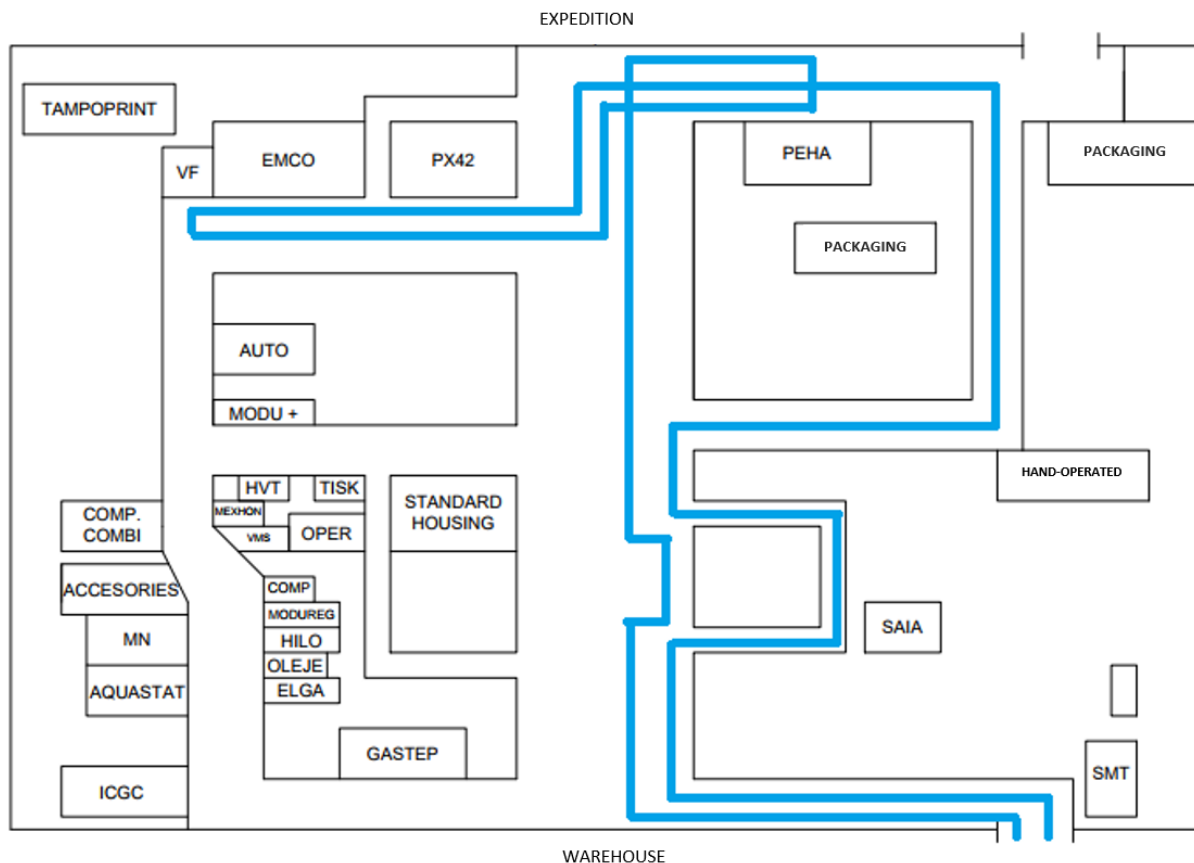 EXPEDITION
TAMPOPRINT
VF
EMCO
PX42
PEHA
PACKAGING
PACKAGING
AUTO
MODU +
HVT
TISK
MEXHON
VMS
OPER
STANDARD
HOUSING
HAND-OPERATED
COMP.
COMBI
ACCESORIES
COMP
MODUREG
MN
HILO
SAIA
OLEJE
AQUASTAT
ELGA
GASTEP
ICGC
SMT
WAREHOUSE